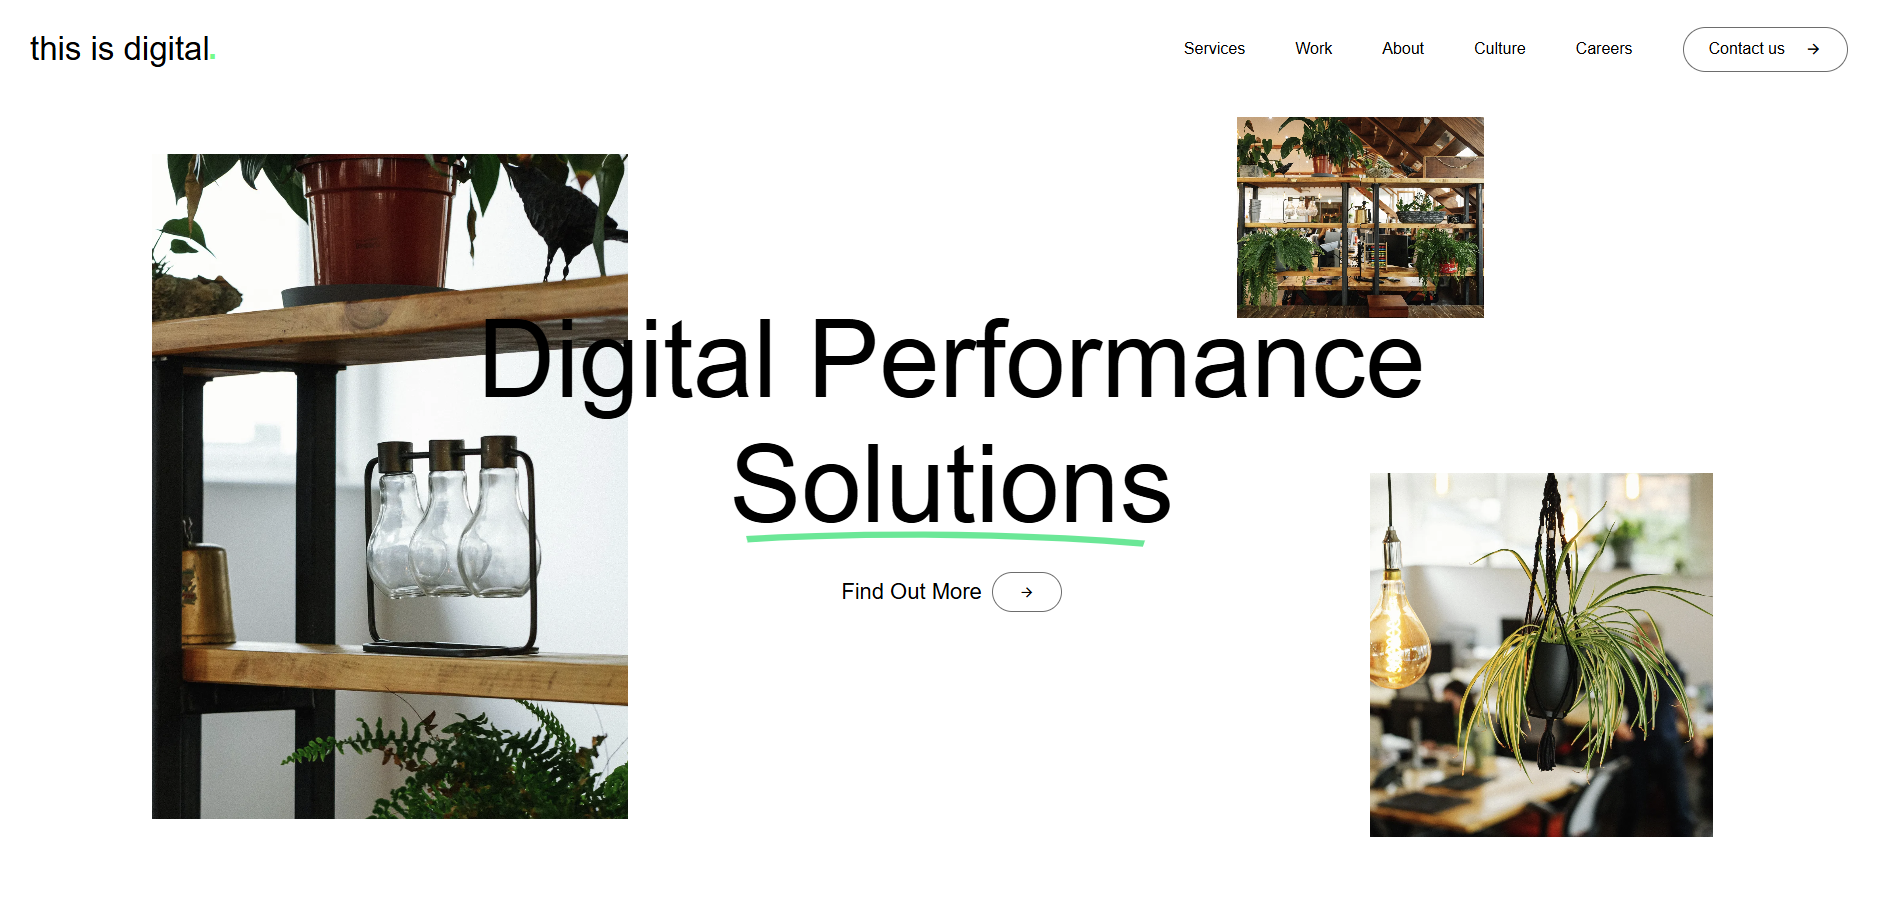 this is digital.
Services
Work
About
Culture
Careers
Contact us
Digital Performance
Solutions
Find Out More